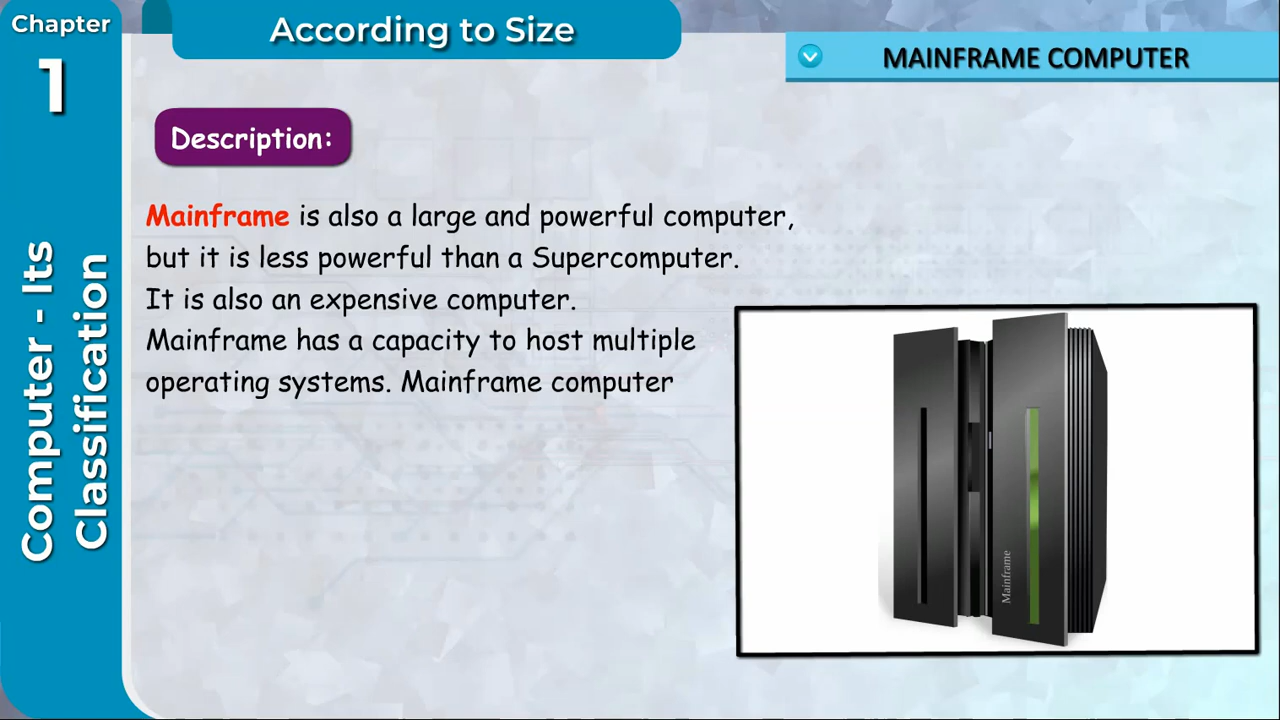 Chapter
1
Computer - Its
Classification
According to Size
MAINFRAME COMPUTER
Description:
Mainframe is also a large and powerful computer,
but it is less powerful than a Supercomputer.
It is also an expensive computer.
Mainframe has a capacity to host multiple
operating systems. Mainframe computer
Mainframe